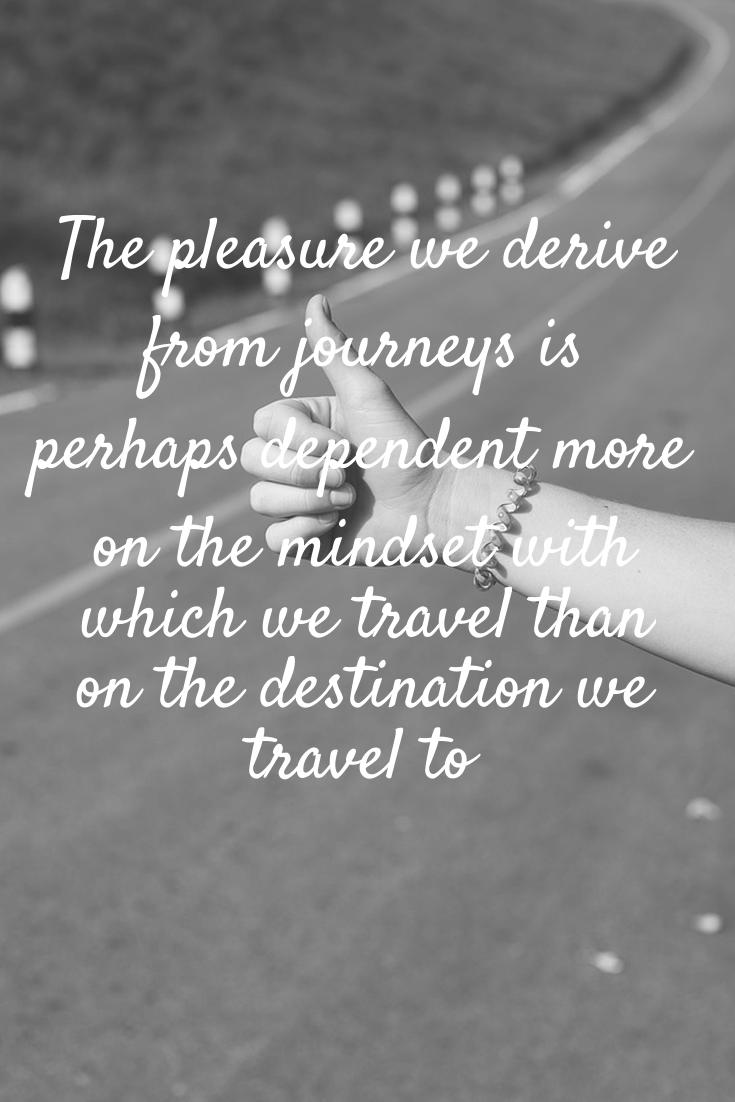 The pleasure we derive
from journeys is
perhaps dependent more
on the mindset with
which we travel than
on the destination we
travel to